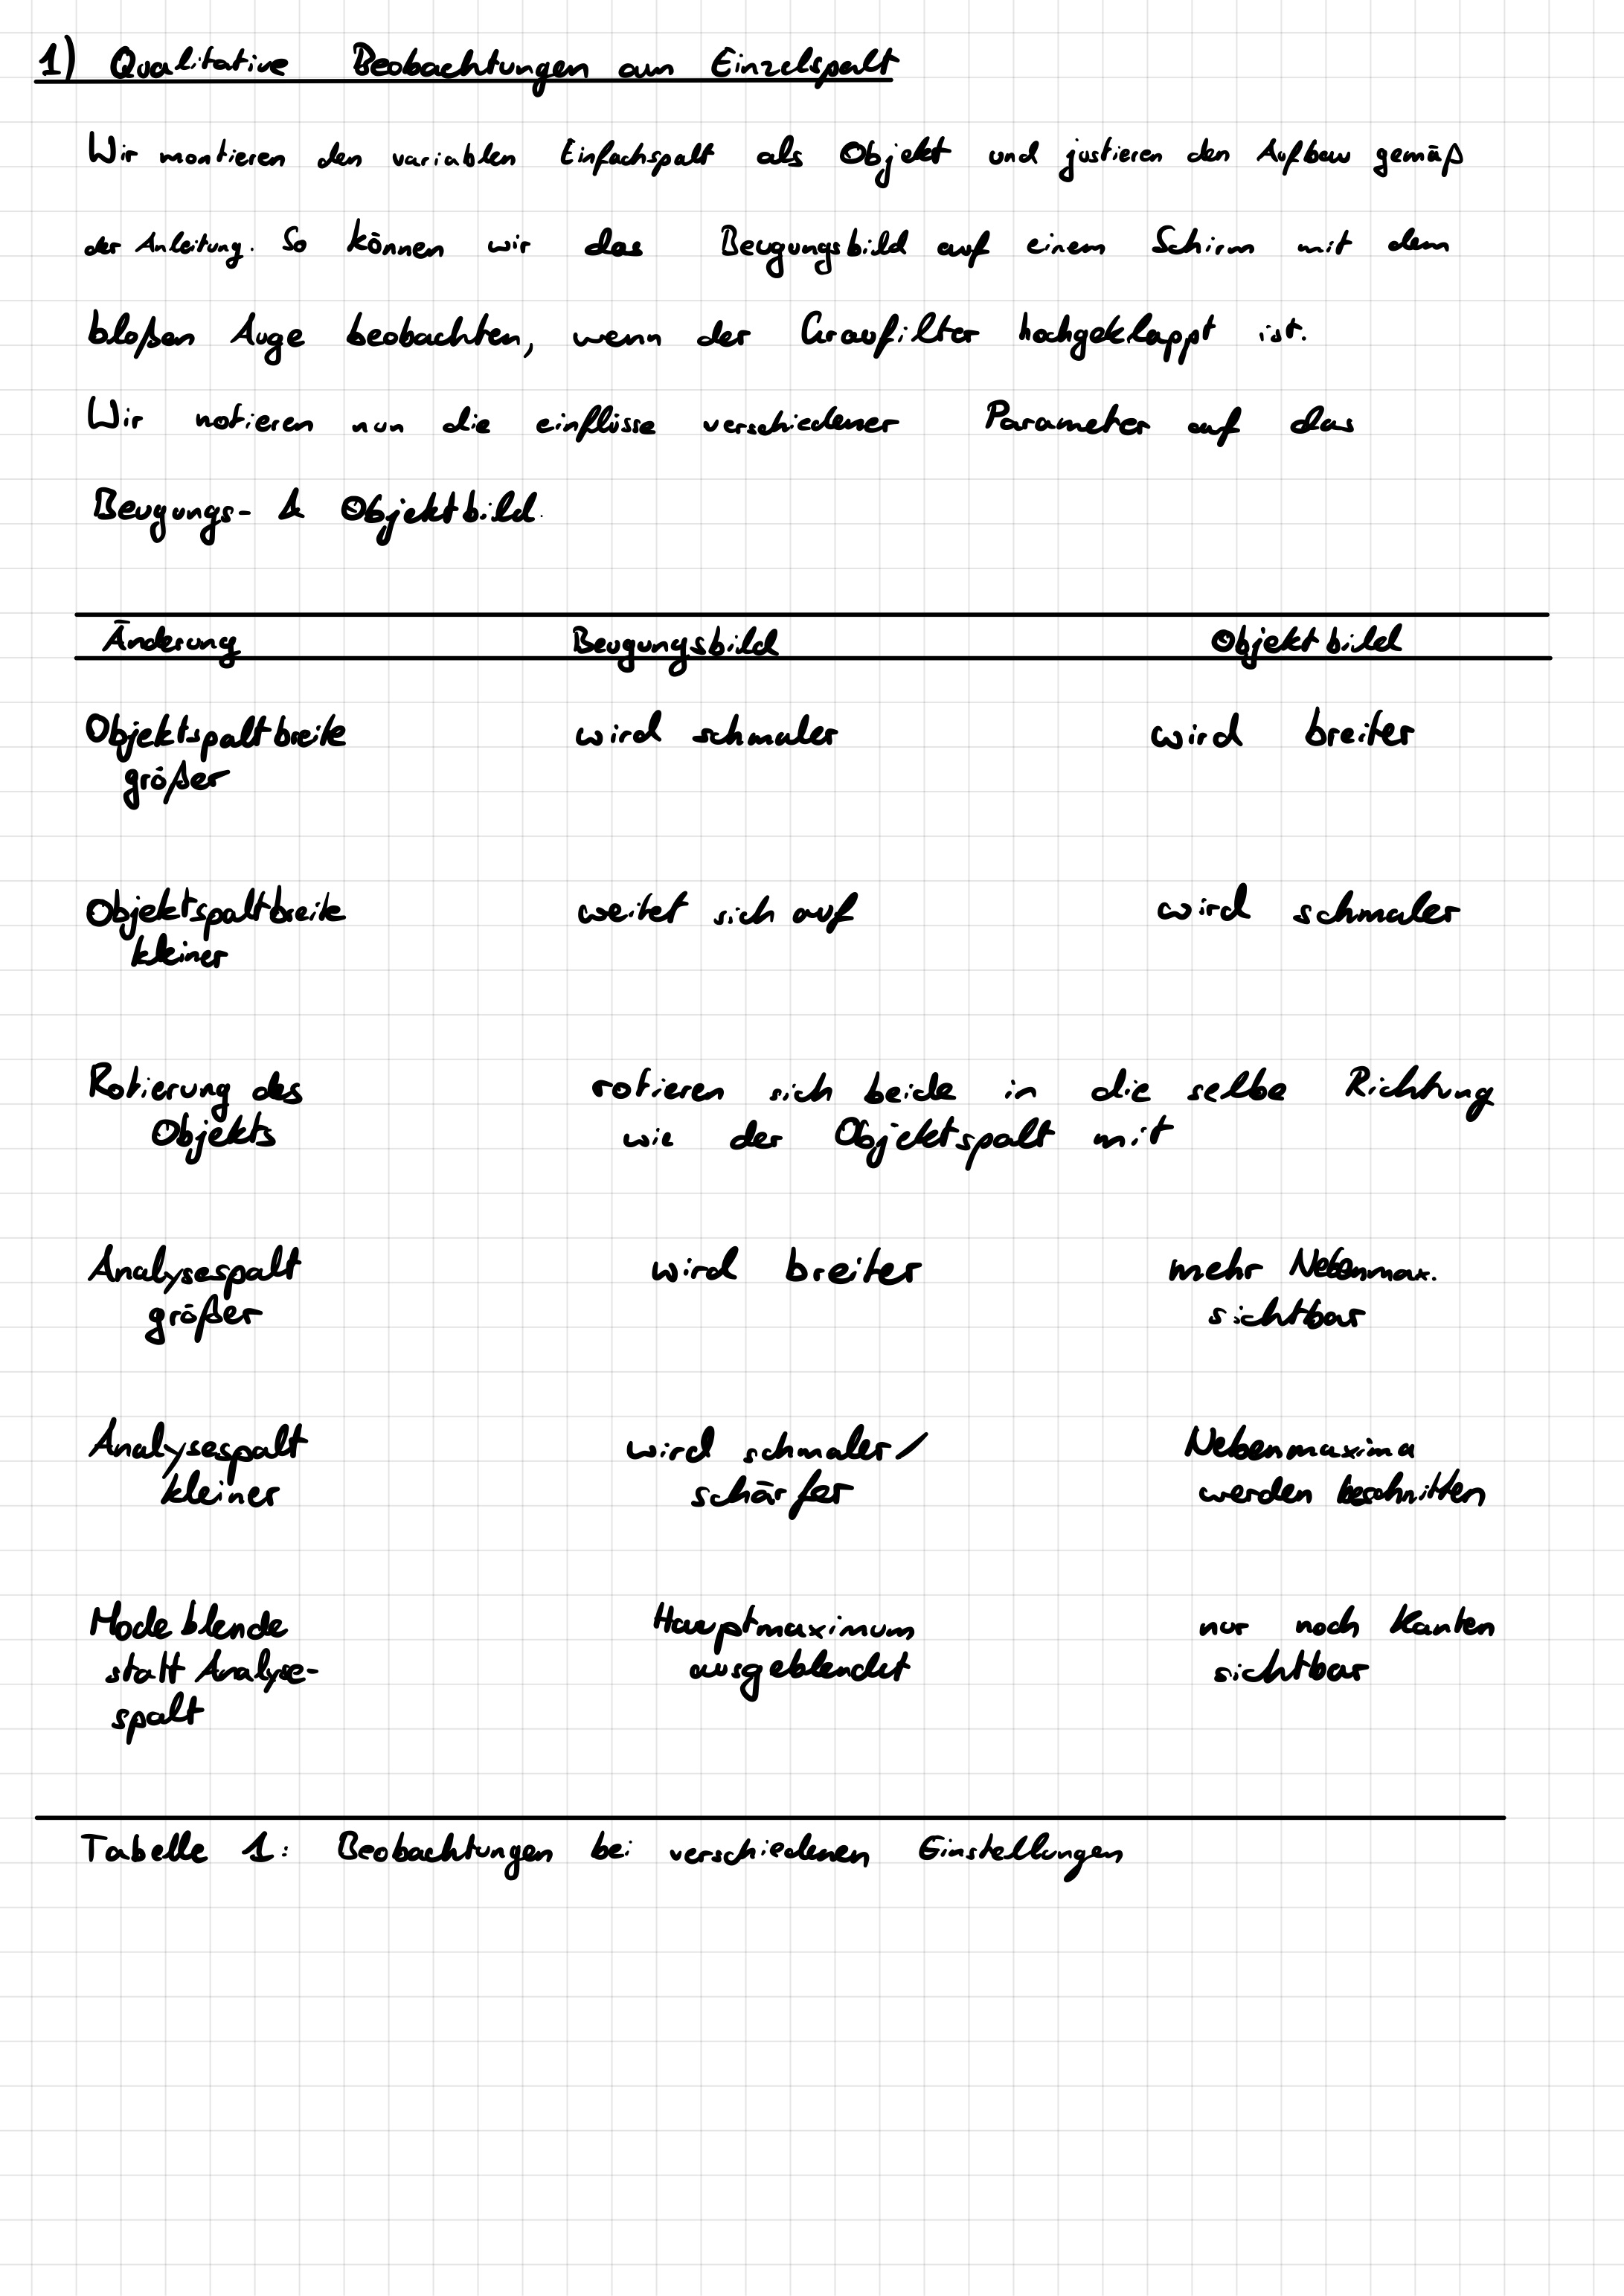 1) Qualitative Beobachtungen am Einzelspalt
Wir montieren den variablen Einfachspalt als Objekt und justieren den Aufbau gemäß
der Anleitung. So können wir das Beugungsbild auf einem Schirm mit dem
bloßen Auge beobachten, wenn der Graufilter hochgeklappt ist.
Wir notieren nun die einflüsse verschiedener Parameter auf das
Beugungs- & Objektbild.
Änderung Beugungsbild Objektbild
Objektspaltbreite wird schmaler wird breiter
größer
Objektspaltbreite weitet sich auf wird schmaler
kleiner
Rotierung des rotieren sich beide in die selbe Richtung
Objekts wie der Objektspalt mit
Analysespalt wird breiter mehr Nebenmax.
größer sichtbar
Analysespalt wird schmaler/ Nebenmaxima
kleiner schärfer werden beschnitten
Modeblende Hauptmaximum nur noch Kanten
statt Analyse- ausgeblendet sichtbar
spalt
Tabelle 1: Beobachtungen bei verschiedenen Einstellungen